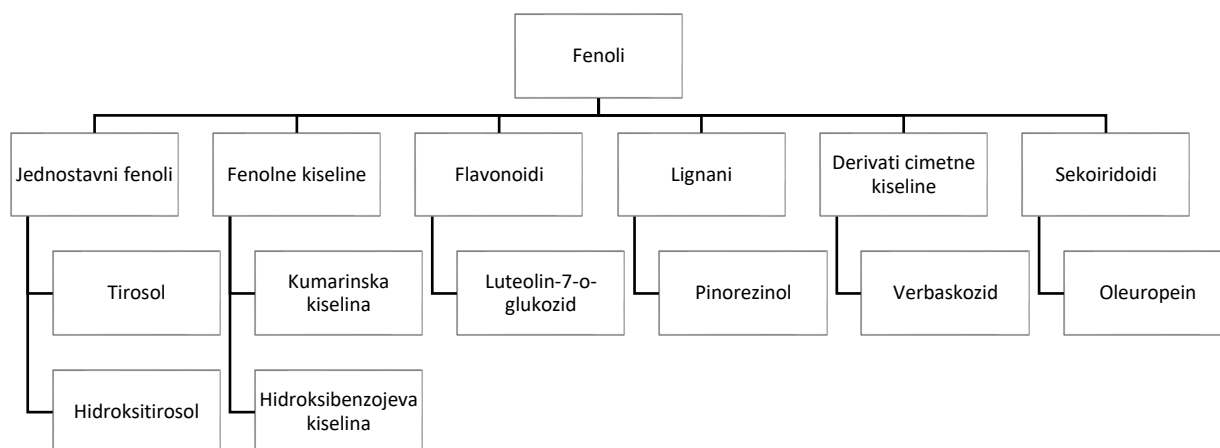 Fenoli
Jednostavni fenoli
Fenolne kiseline
Flavonoidi
Lignani
Derivati cimetne
kiseline
Sekoiridoidi
Tirosol
Kumarinska
kiselina
Luteolin-7-o-
glukozid
Pinorezinol
Verbaskozid
Oleuropein
Hidroksitirosol
Hidroksibenzojeva
kiselina